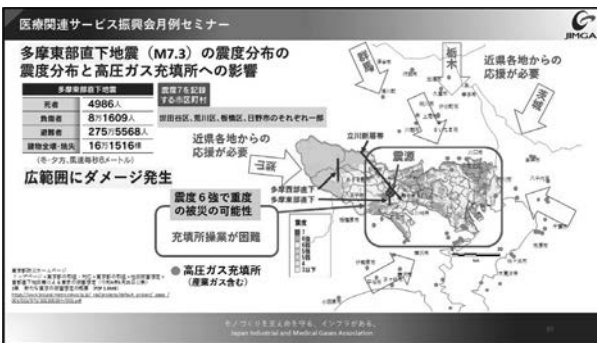 医療関連サービス振興会月例セミナー
JIMGA
多摩東部直下地震（M7.3）の震度分布の
震度分布と高圧ガス充填所への影響
多摩東部直下地震
死者 4986人
負傷者 8万1609人
避難者 275万5568人
建物全壊・焼失 16万1516棟
（冬・夕方、風速毎秒8メートル）
震度7を記録
する市区町村
世田谷区、荒川区、板橋区、日野市のそれぞれ一部
広範囲にダメージ発生
近県各地からの
応援が必要
群馬
栃木
茨城
近県各地からの
応援が必要
立川断層帯
震源
多摩西部直下
多摩東部直下
震度6強で重度
の被災の可能性
充填所操業が困難
震度
高圧ガス充填所
（産業ガス含む）
モノづくりを支え命を守る、インフラがある。
Japan Industrial and Medical Gases Association